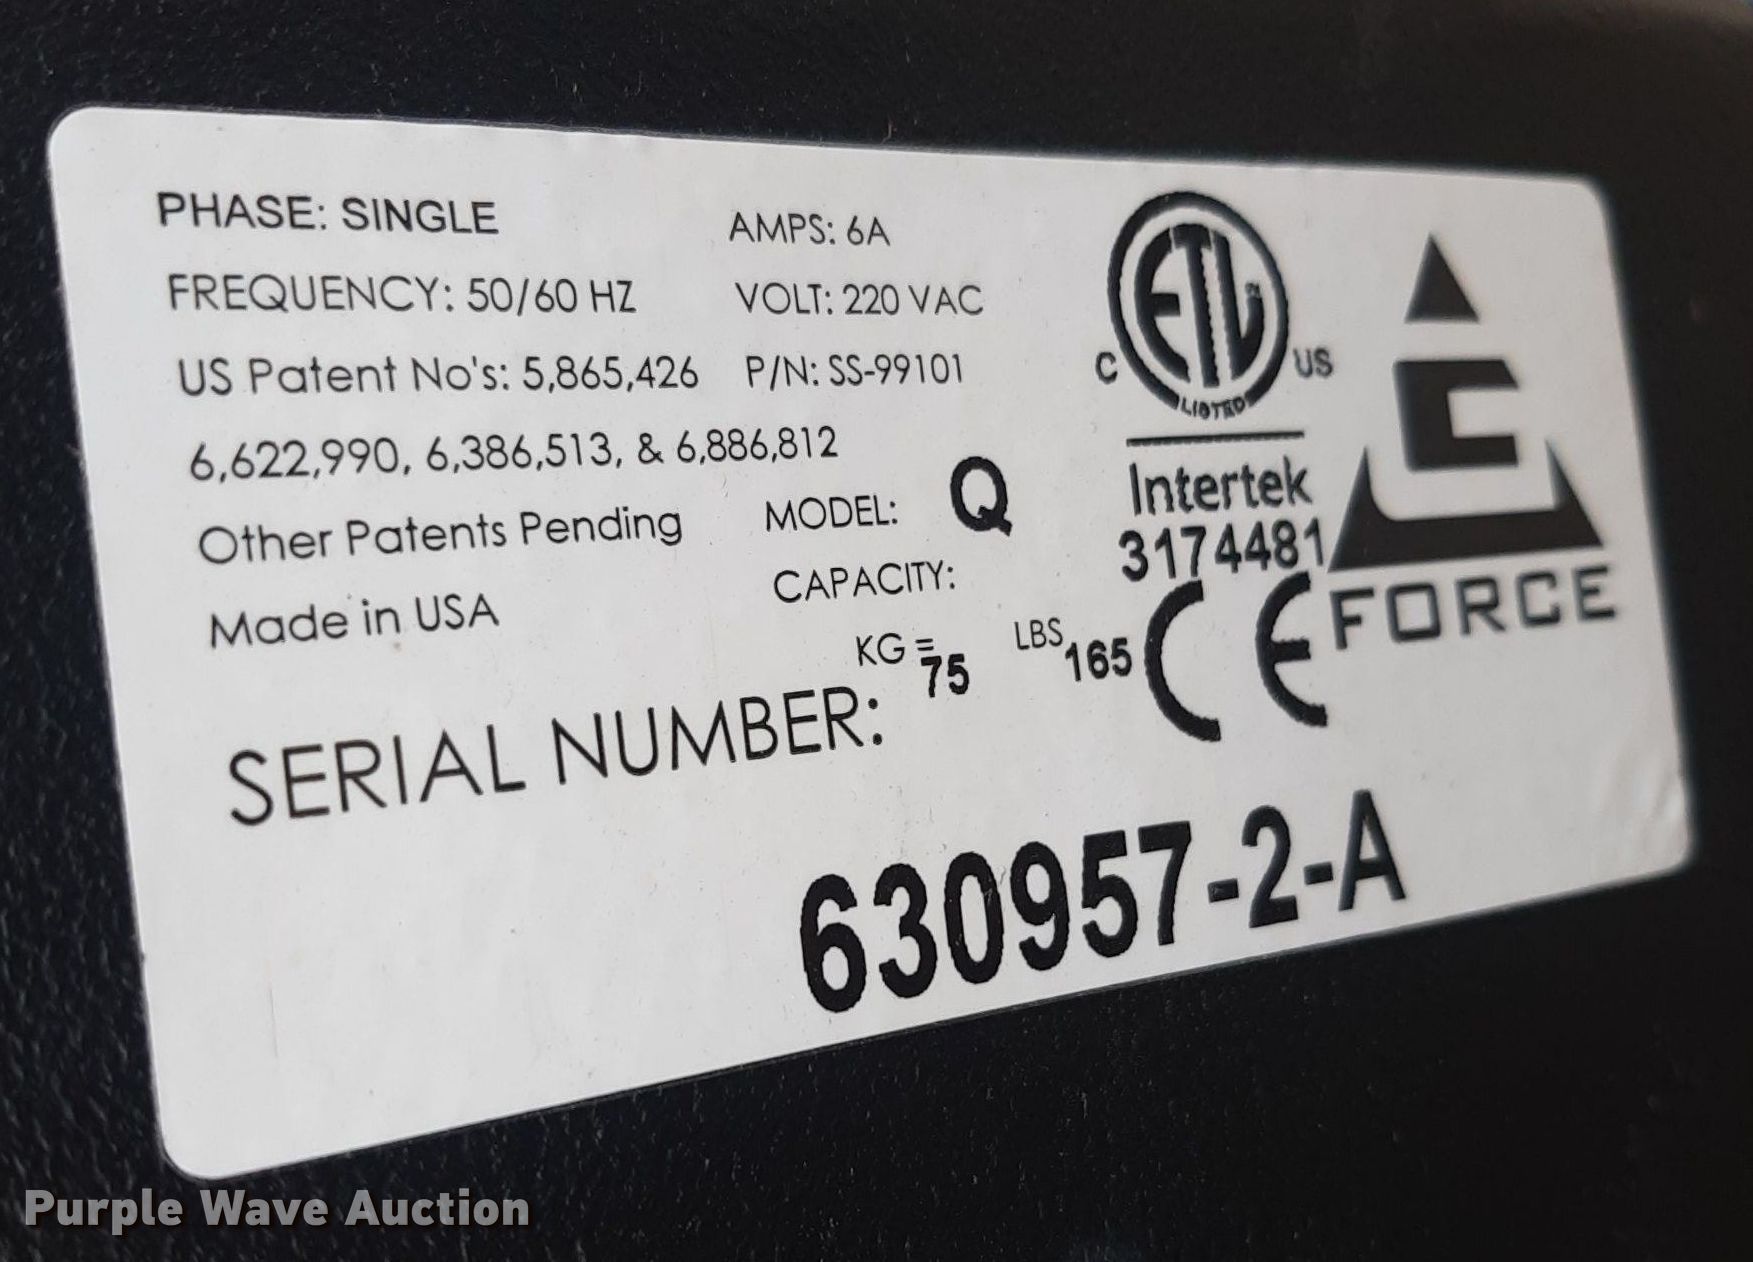 PHASE: SINGLE
AMPS: 6A
FREQUENCY: 50/60 HZ
VOLT: 220 VAC
US Patent No's: 5,865,426
P/N: SS-99101
6,622,990, 6,386,513, & 6,886,812
Other Patents Pending
MODEL: Q
Made in USA
CAPACITY:
KG = 75 LBS 165
SERIAL NUMBER:
630957-2-A
ETL
LISTED
C US
Intertek
3174481
CE
G
FORCE
Purple Wave Auction